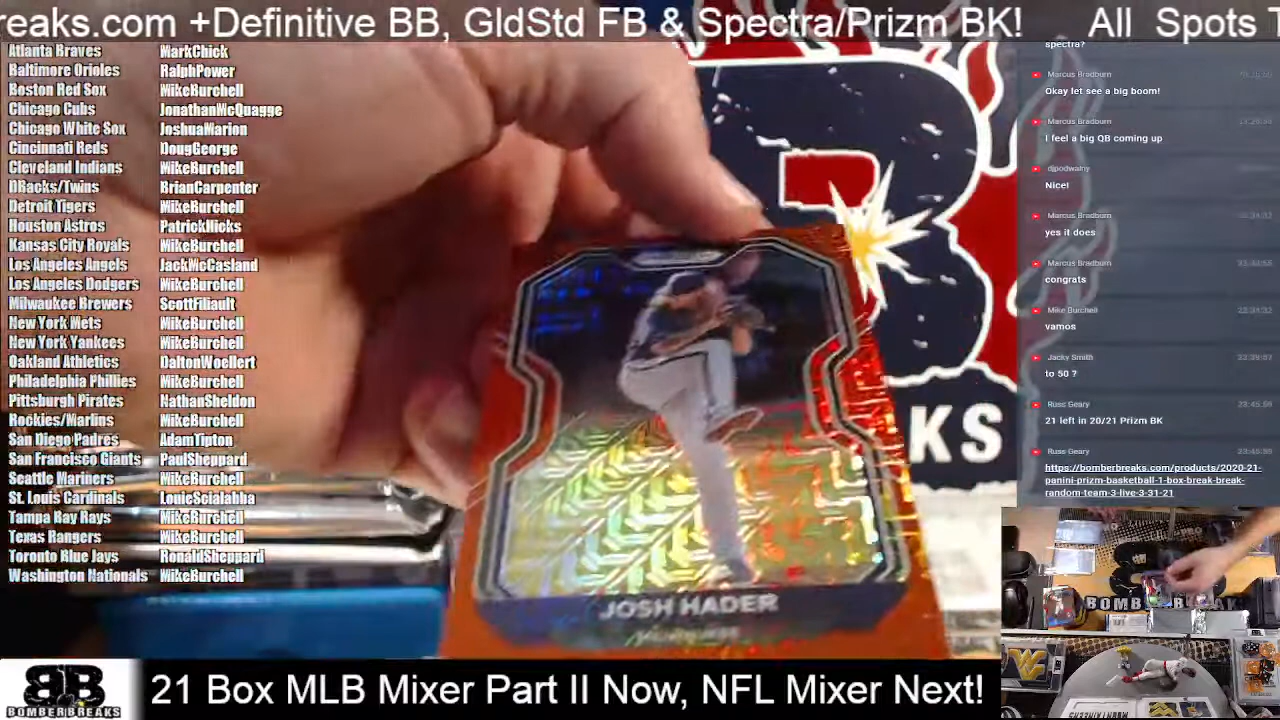 reaks.com +Definitive BB, GldStd FB & Spectra/Prizm BK! All Spots T
Atlanta Braves MarkChick
Baltimore Orioles RalphPower
Boston Red Sox MikeBurchell
Chicago Cubs JonathanMcQuagge
Chicago White Sox JoshuaMarion
Cincinnati Reds DougGeorge
Cleveland Indians MikeBurchell
DBacks/Twins BrianCarpenter
Detroit Tigers MikeBurchell
Houston Astros PatrickHicks
Kansas City Royals MikeBurchell
Los Angeles Angels JackMcCasland
Los Angeles Dodgers MikeBurchell
Milwaukee Brewers ScottFiliault
New York Mets MikeBurchell
New York Yankees MikeBurchell
Oakland Athletics DaltonWoellert
Philadelphia Phillies MikeBurchell
Pittsburgh Pirates NathanSheldon
Rockies/Marlins MikeBurchell
San Diego Padres AdamTipton
San Francisco Giants PaulSheppard
Seattle Mariners MikeBurchell
St. Louis Cardinals LouieScialabba
Tampa Bay Rays MikeBurchell
Texas Rangers MikeBurchell
Toronto Blue Jays RonaldSheppard
Washington Nationals MikeBurchell
KS
JOSH HADER
spectra?
Marcus Bradburn
Okay let see a big boom!
Marcus Bradburn
I feel a big QB coming up
djpodwalny
Nice!
Marcus Bradburn
yes it does
Marcus Bradburn
congrats
Mike Burchell
vamos
Jacky Smith
to 50 ?
Russ Geary
21 left in 20/21 Prizm BK
Russ Geary
https://bomberbreaks.com/products/2020-21-
panini-prizm-basketball-1-box-break-break-
random-team-3-live-3-31-21
BOMBERBREAKS
BB
BOMBERBREAKS
21 Box MLB Mixer Part II Now, NFL Mixer Next!